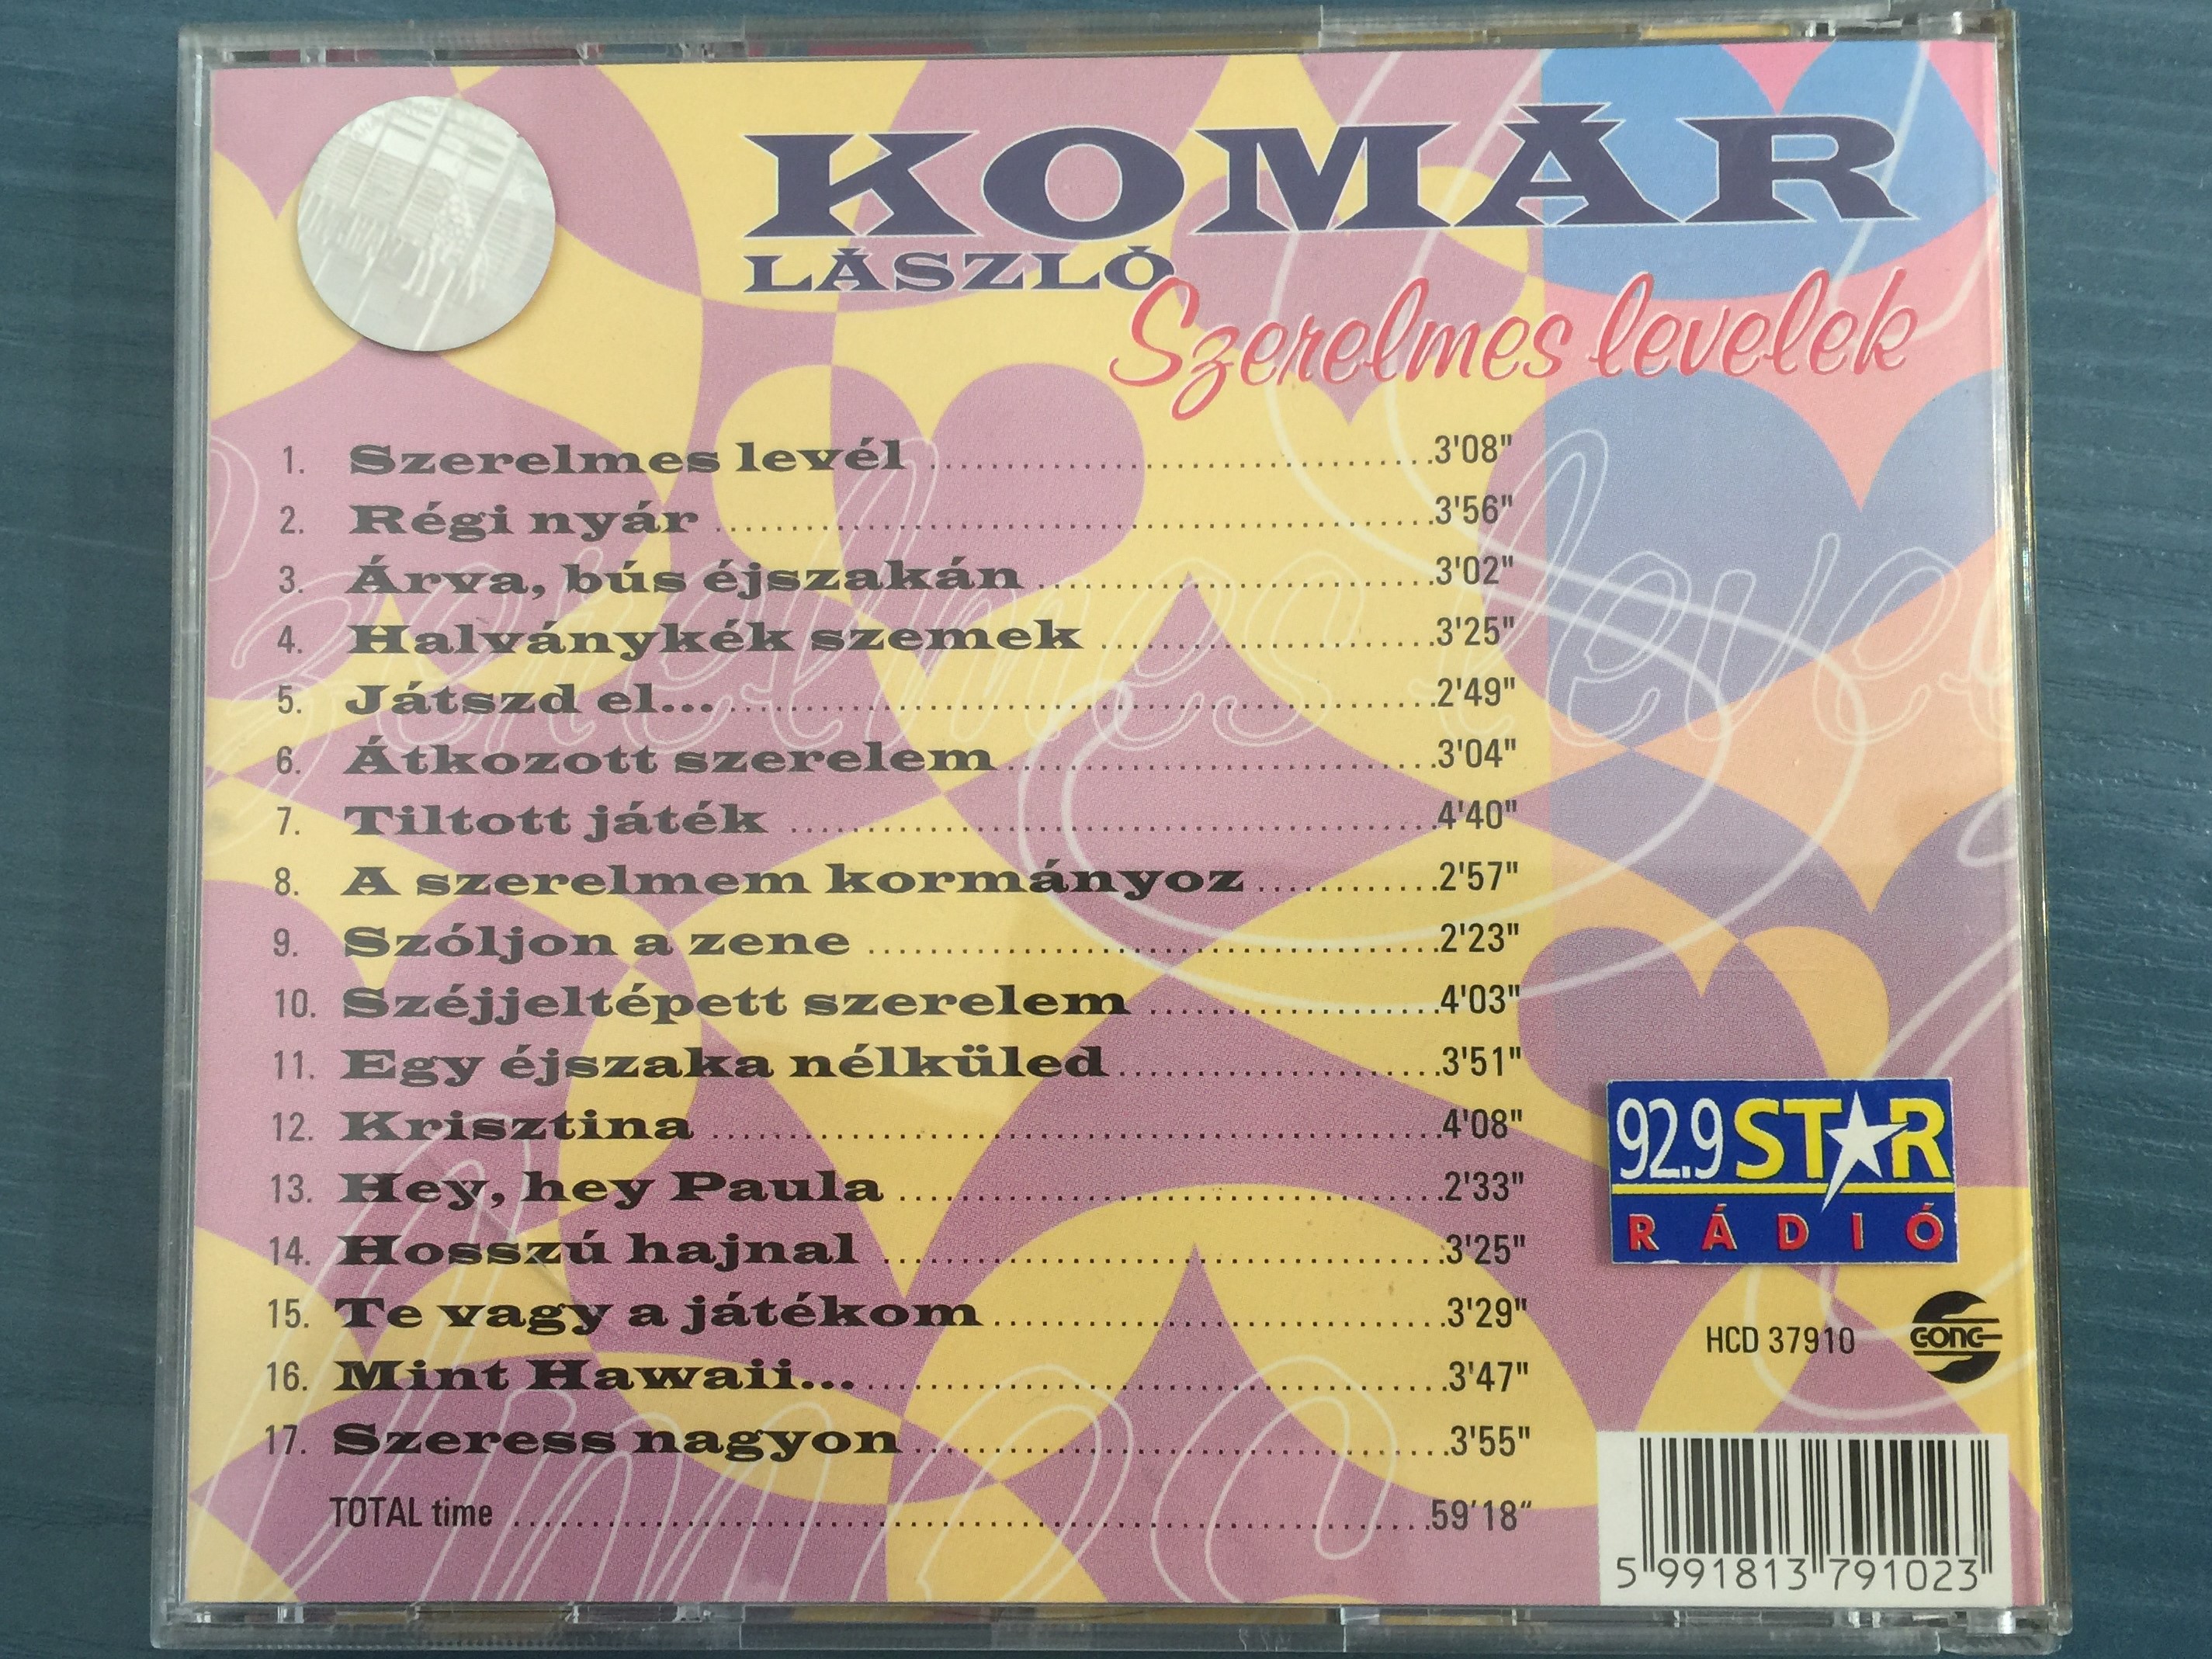 KOMÁR
LÁSZLÓ
Szerelmes levelek
1. Szerelmes levél ........ 3'08"
2. Régi nyár ........ 3'56"
3. Árva, bús éjszakán ........ 3'02"
4. Halványkék szemek ........ 3'25"
5. Játszd el... ........ 2'49"
6. Átkozott szerelem ........ 3'04"
7. Tiltott játék ........ 4'40"
8. A szerelmem kormányoz ........ 2'57"
9. Szóljon a zene ........ 2'23"
10. Széjjeltépett szerelem ........ 4'03"
11. Egy éjszaka nélküled ........ 3'51"
12. Krisztina ........ 4'08"
13. Hey, hey Paula ........ 2'33"
14. Hosszú hajnal ........ 3'25"
15. Te vagy a játékom ........ 3'29"
16. Mint Hawaii... ........ 3'47"
17. Szeress nagyon ........ 3'55"
TOTAL time ........ 59'18"
92.9 STAR
RÁDIÓ
HCD 37910
GONG
5 991813 791023